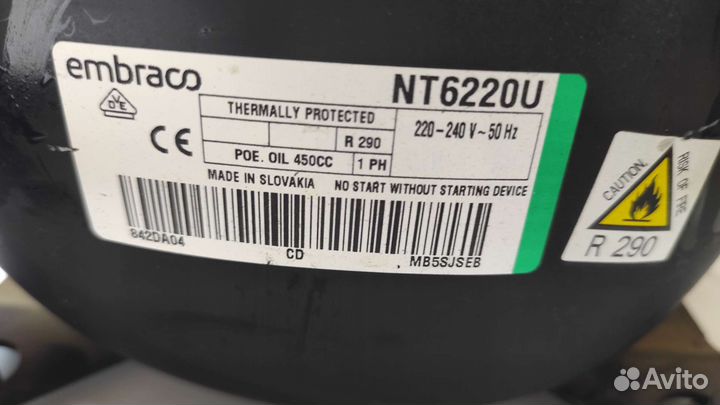 embraco
NT6220U
VDE
CE
THERMALLY PROTECTED
R 290
POE. OIL 450CC 1 PH
220-240 V ~ 50 Hz
MADE IN SLOVAKIA NO START WITHOUT STARTING DEVICE
842DA04
CD
MB5SJSEB
CAUTION.
RISK OF FIRE
R 290
Avito